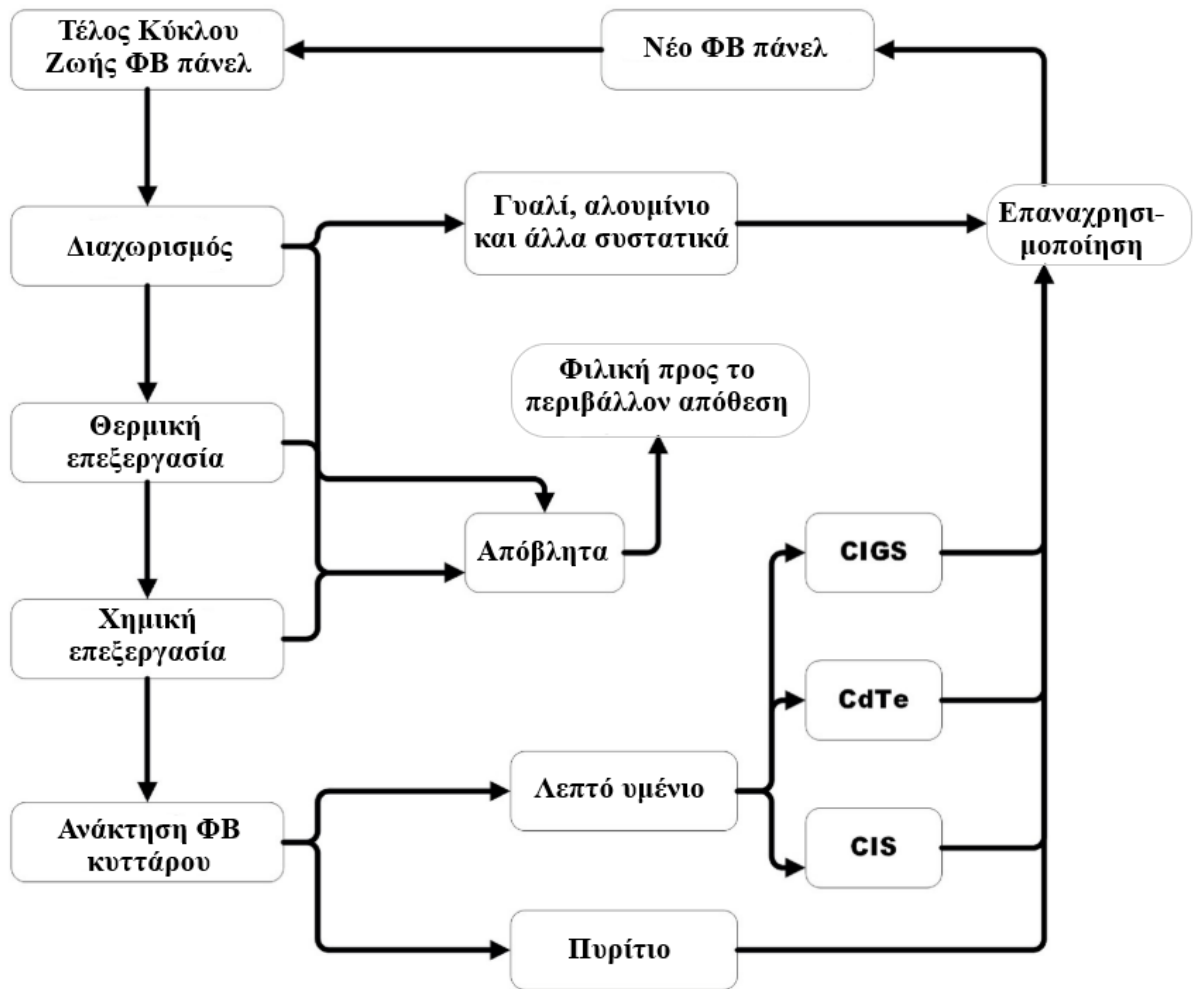 Τέλος Κύκλου
Ζωής ΦΒ πάνελ
Νέο ΦΒ πάνελ
Διαχωρισμός
Γυαλί, αλουμίνιο
και άλλα συστατικά
Επαναχρησι-
μοποίηση
Φιλική προς το
περιβάλλον απόθεση
Θερμική
επεξεργασία
Απόβλητα
CIGS
Χημική
επεξεργασία
CdTe
Λεπτό υμένιο
Ανάκτηση ΦΒ
κυττάρου
CIS
Πυρίτιο